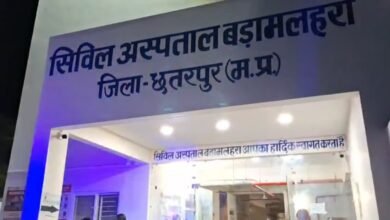 सिविल अस्पताल बड़ामलहरा
जिला-छतरपुर (म.प्र.)
सिविल अस्पताल बड़ामलहरा आपका हार्दिक स्वागत करता है